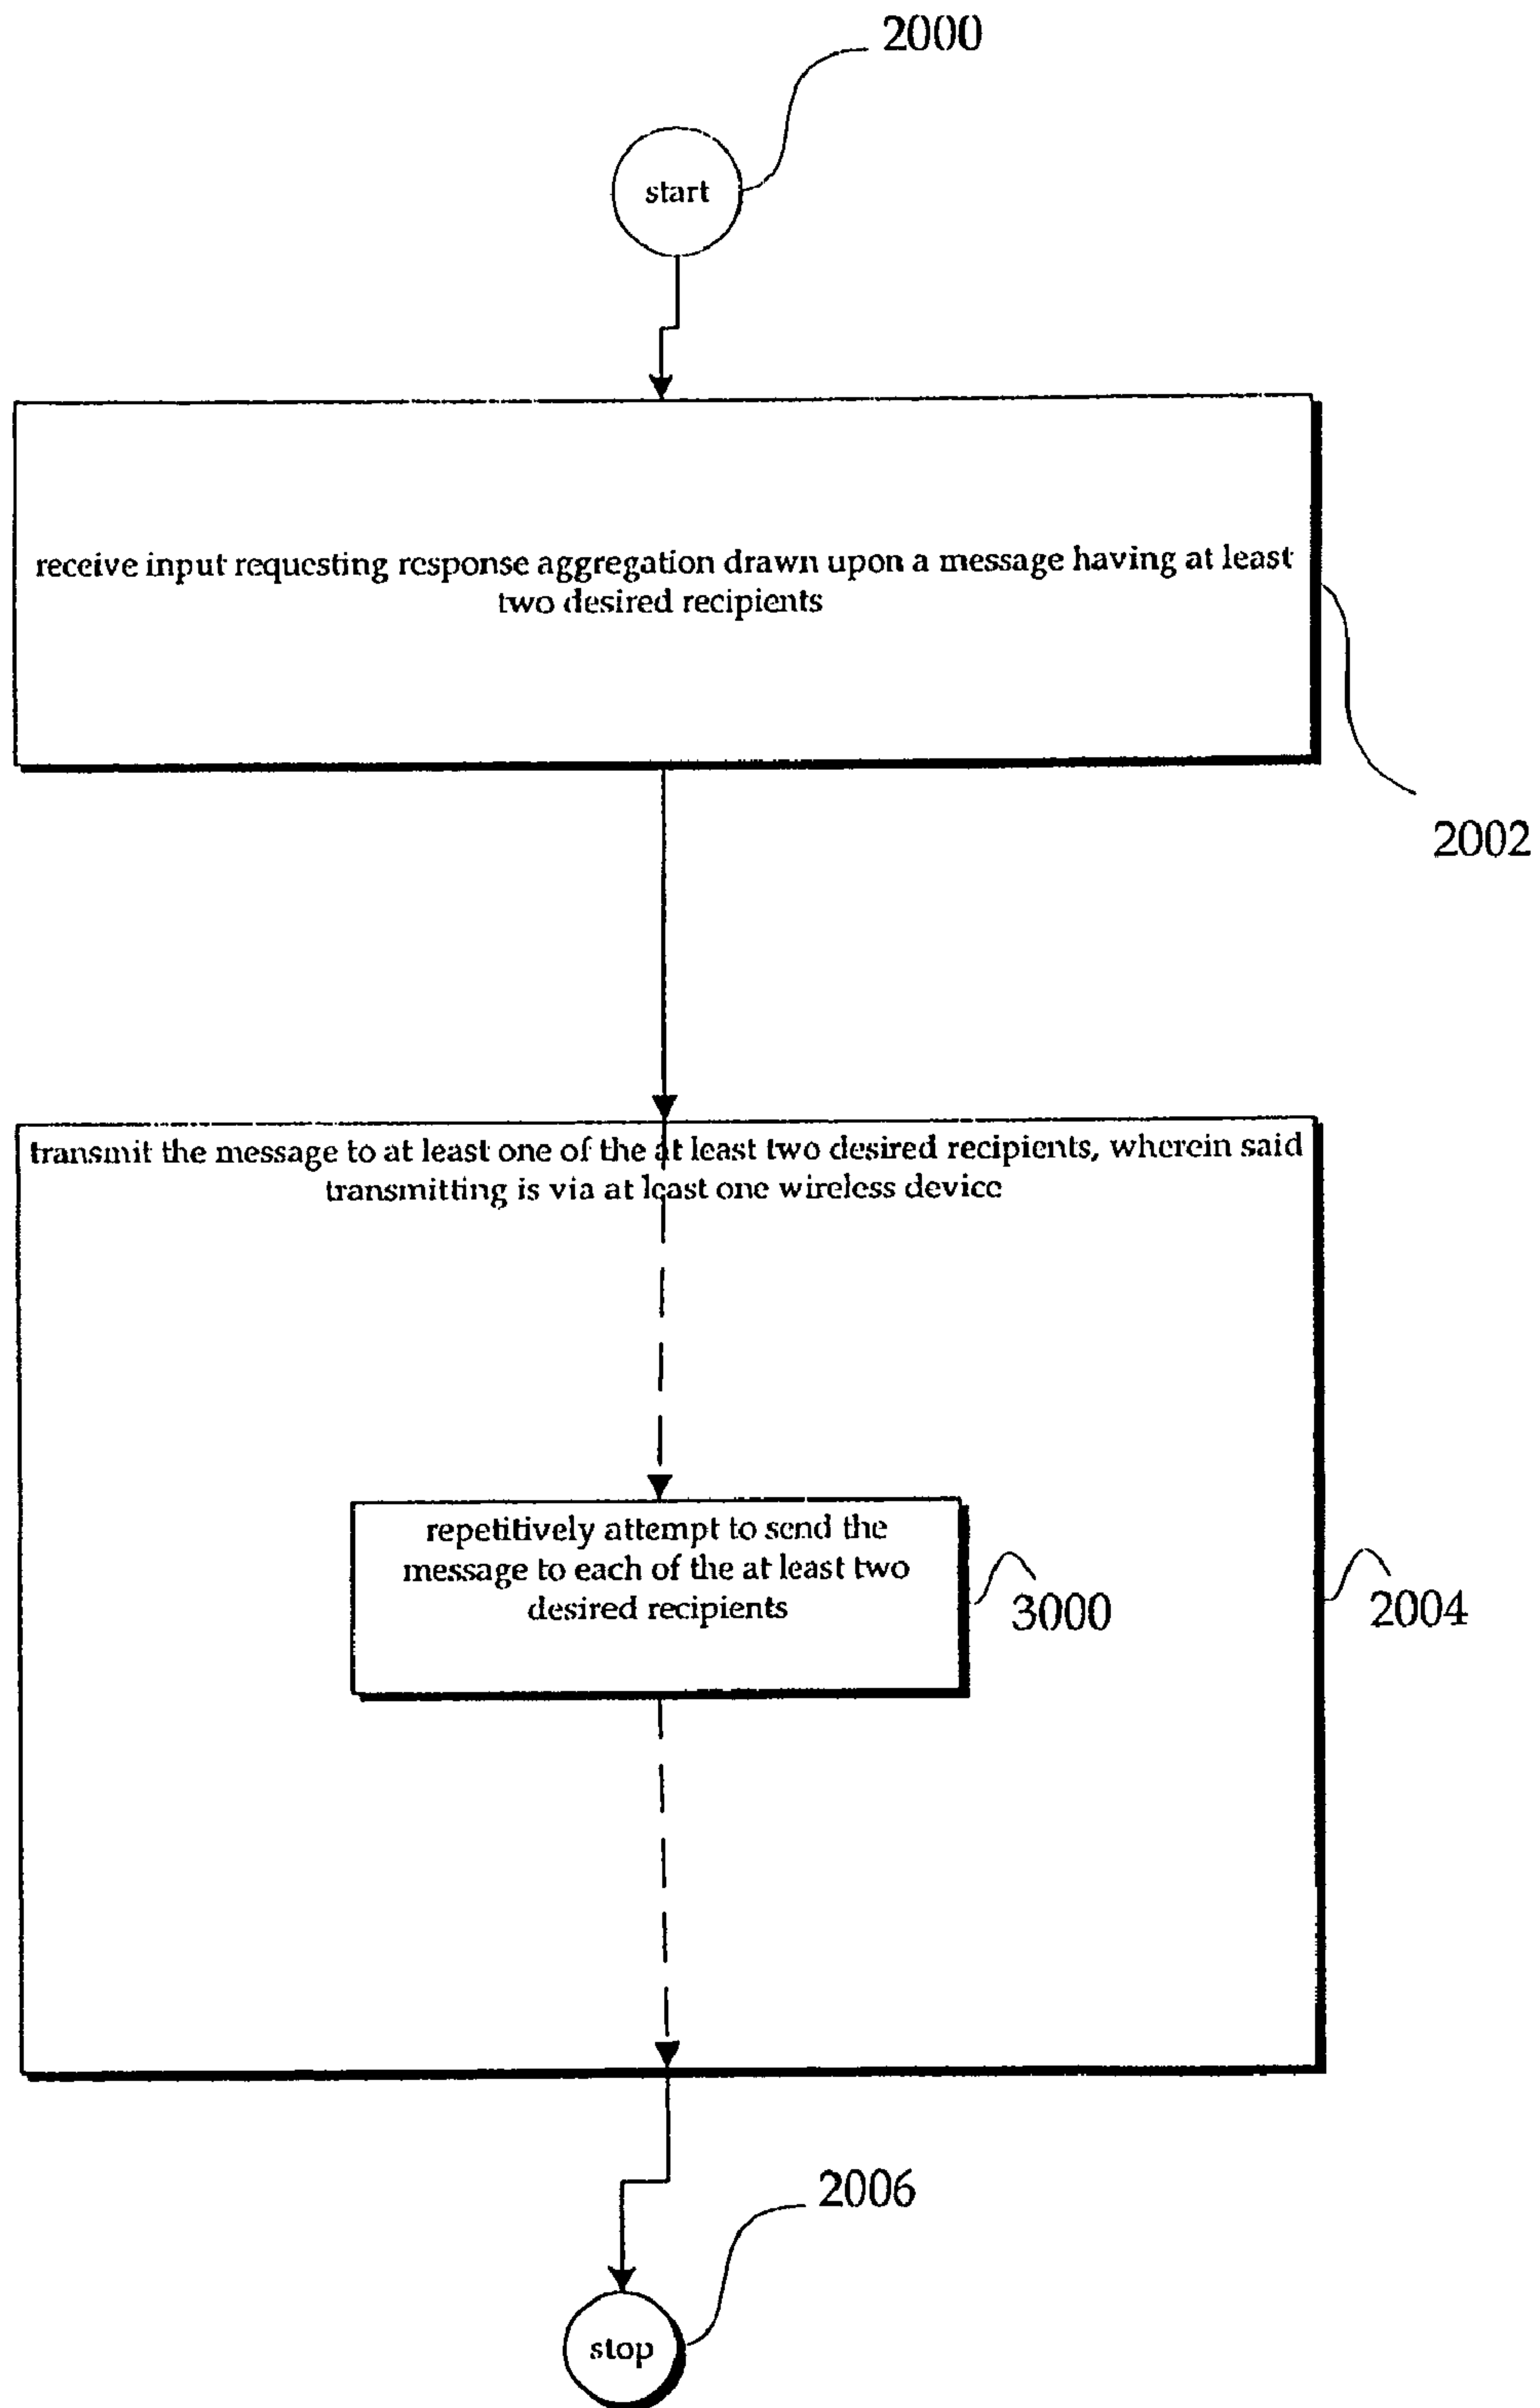 2000
start
receive input requesting response aggregation drawn upon a message having at least
two desired recipients
2002
transmit the message to at least one of the at least two desired recipients, wherein said
transmitting is via at least one wireless device
repetitively attempt to send the
message to each of the at least two
desired recipients
3000
2004
2006
stop